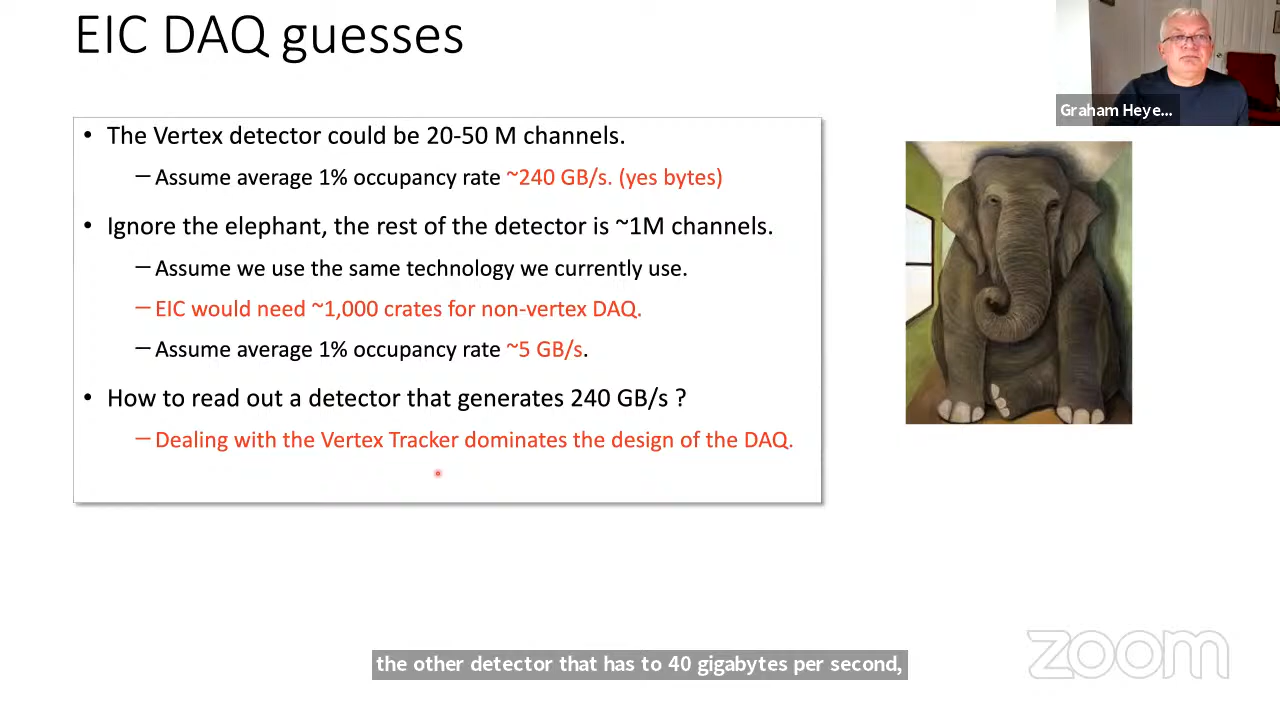 EIC DAQ guesses
Graham Heye...
• The Vertex detector could be 20-50 M channels.
– Assume average 1% occupancy rate ~240 GB/s. (yes bytes)
• Ignore the elephant, the rest of the detector is ~1M channels.
– Assume we use the same technology we currently use.
– EIC would need ~1,000 crates for non-vertex DAQ.
– Assume average 1% occupancy rate ~5 GB/s.
• How to read out a detector that generates 240 GB/s ?
– Dealing with the Vertex Tracker dominates the design of the DAQ.
the other detector that has to 40 gigabytes per second,
zoom